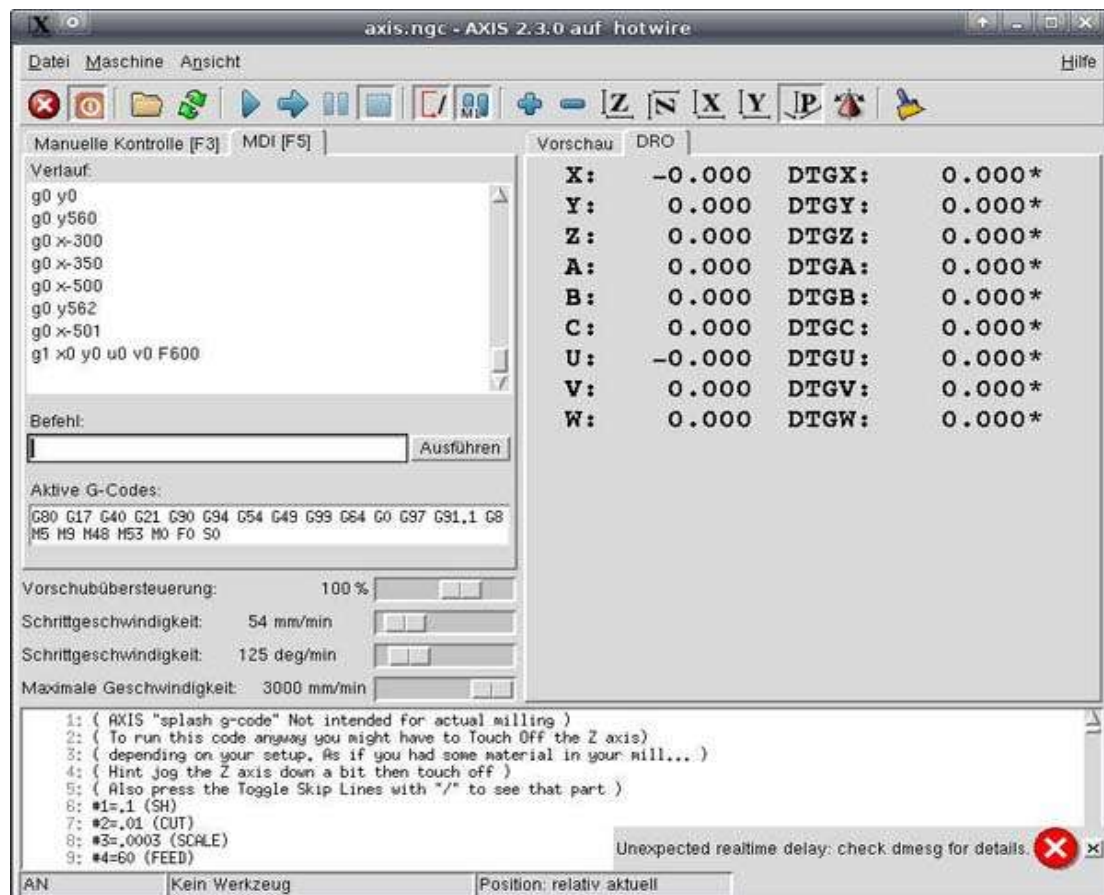 axis.ngc - AXIS 2.3.0 auf hotwire
Datei Maschine Ansicht Hilfe
Z N X Y P
Manuelle Kontrolle [F3] MDI [F5]
Verlauf:
g0 y0
g0 y560
g0 x-300
g0 x-350
g0 x-500
g0 y562
g0 x-501
g1 x0 y0 u0 v0 F600
Befehl:
Ausführen
Aktive G-Codes:
G80 G17 G40 G21 G90 G94 G54 G49 G99 G64 G0 G97 G91.1 G8
M5 M9 M48 M53 M0 F0 S0
Vorschubübersteuerung: 100 %
Schrittgeschwindigkeit: 54 mm/min
Schrittgeschwindigkeit: 125 deg/min
Maximale Geschwindigkeit: 3000 mm/min
Vorschau DRO
X: -0.000 DTGX: 0.000*
Y: 0.000 DTGY: 0.000*
Z: 0.000 DTGZ: 0.000*
A: 0.000 DTGA: 0.000*
B: 0.000 DTGB: 0.000*
C: 0.000 DTGC: 0.000*
U: -0.000 DTGU: 0.000*
V: 0.000 DTGV: 0.000*
W: 0.000 DTGW: 0.000*
1: ( AXIS "splash g-code" Not intended for actual milling )
2: ( To run this code anyway you might have to Touch Off the Z axis)
3: ( depending on your setup. As if you had some material in your mill... )
4: ( Hint jog the Z axis down a bit then touch off )
5: ( Also press the Toggle Skip Lines with "/" to see that part )
6: #1=.1 (SH)
7: #2=.01 (CUT)
8: #3=.0003 (SCALE)
9: #4=60 (FEED)
Unexpected realtime delay: check dmesg for details.
AN Kein Werkzeug Position: relativ aktuell